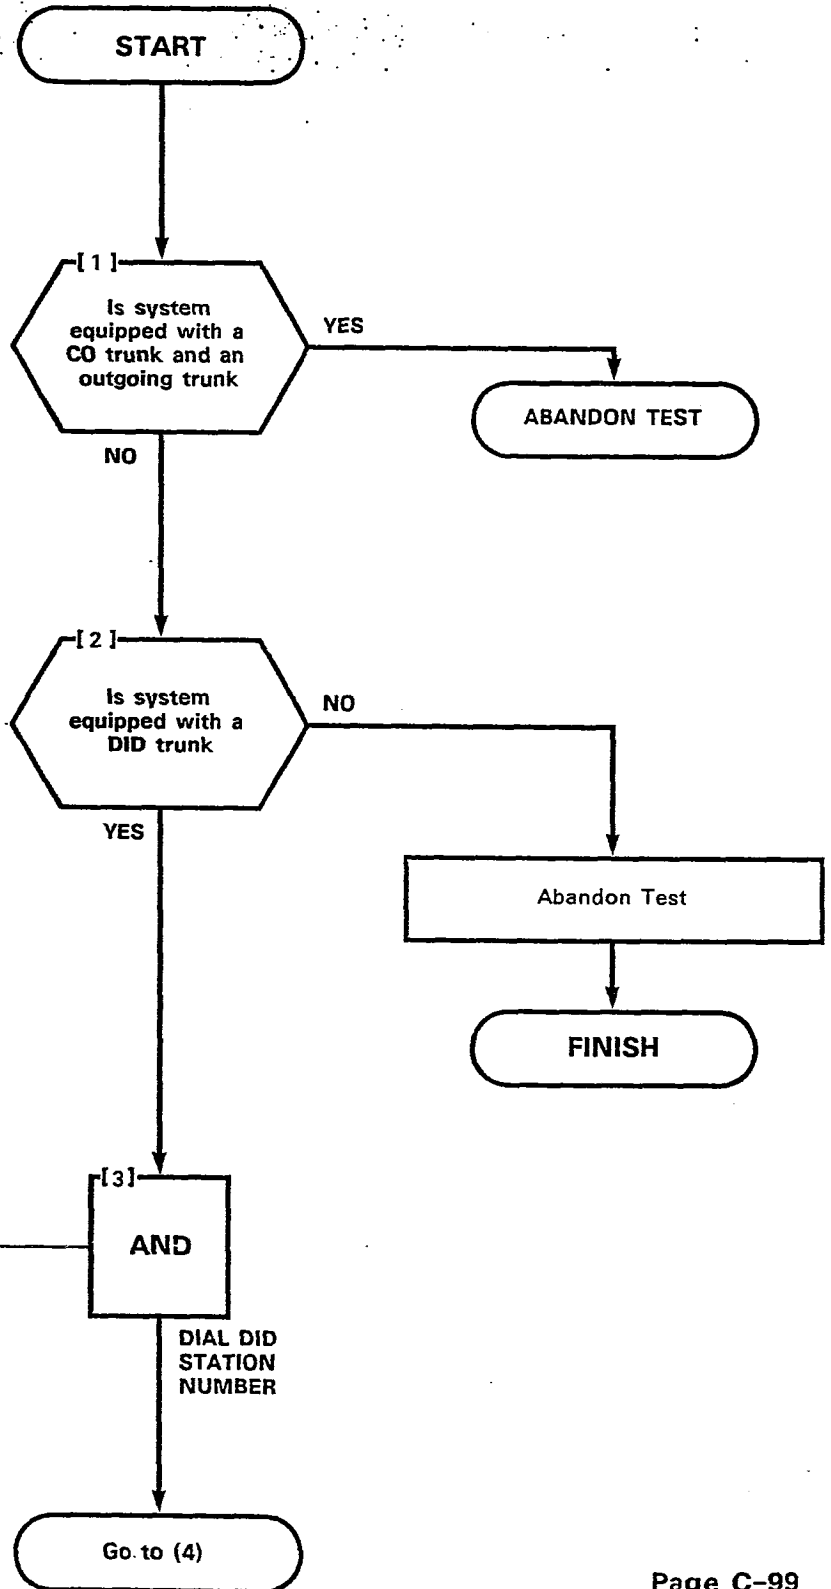 START
[1]
Is system
equipped with a
CO trunk and an
outgoing trunk
YES
ABANDON TEST
NO
[2]
Is system
equipped with a
DID trunk
NO
YES
Abandon Test
FINISH
[3]
AND
DIAL DID
STATION
NUMBER
Go to (4)
Page C-99